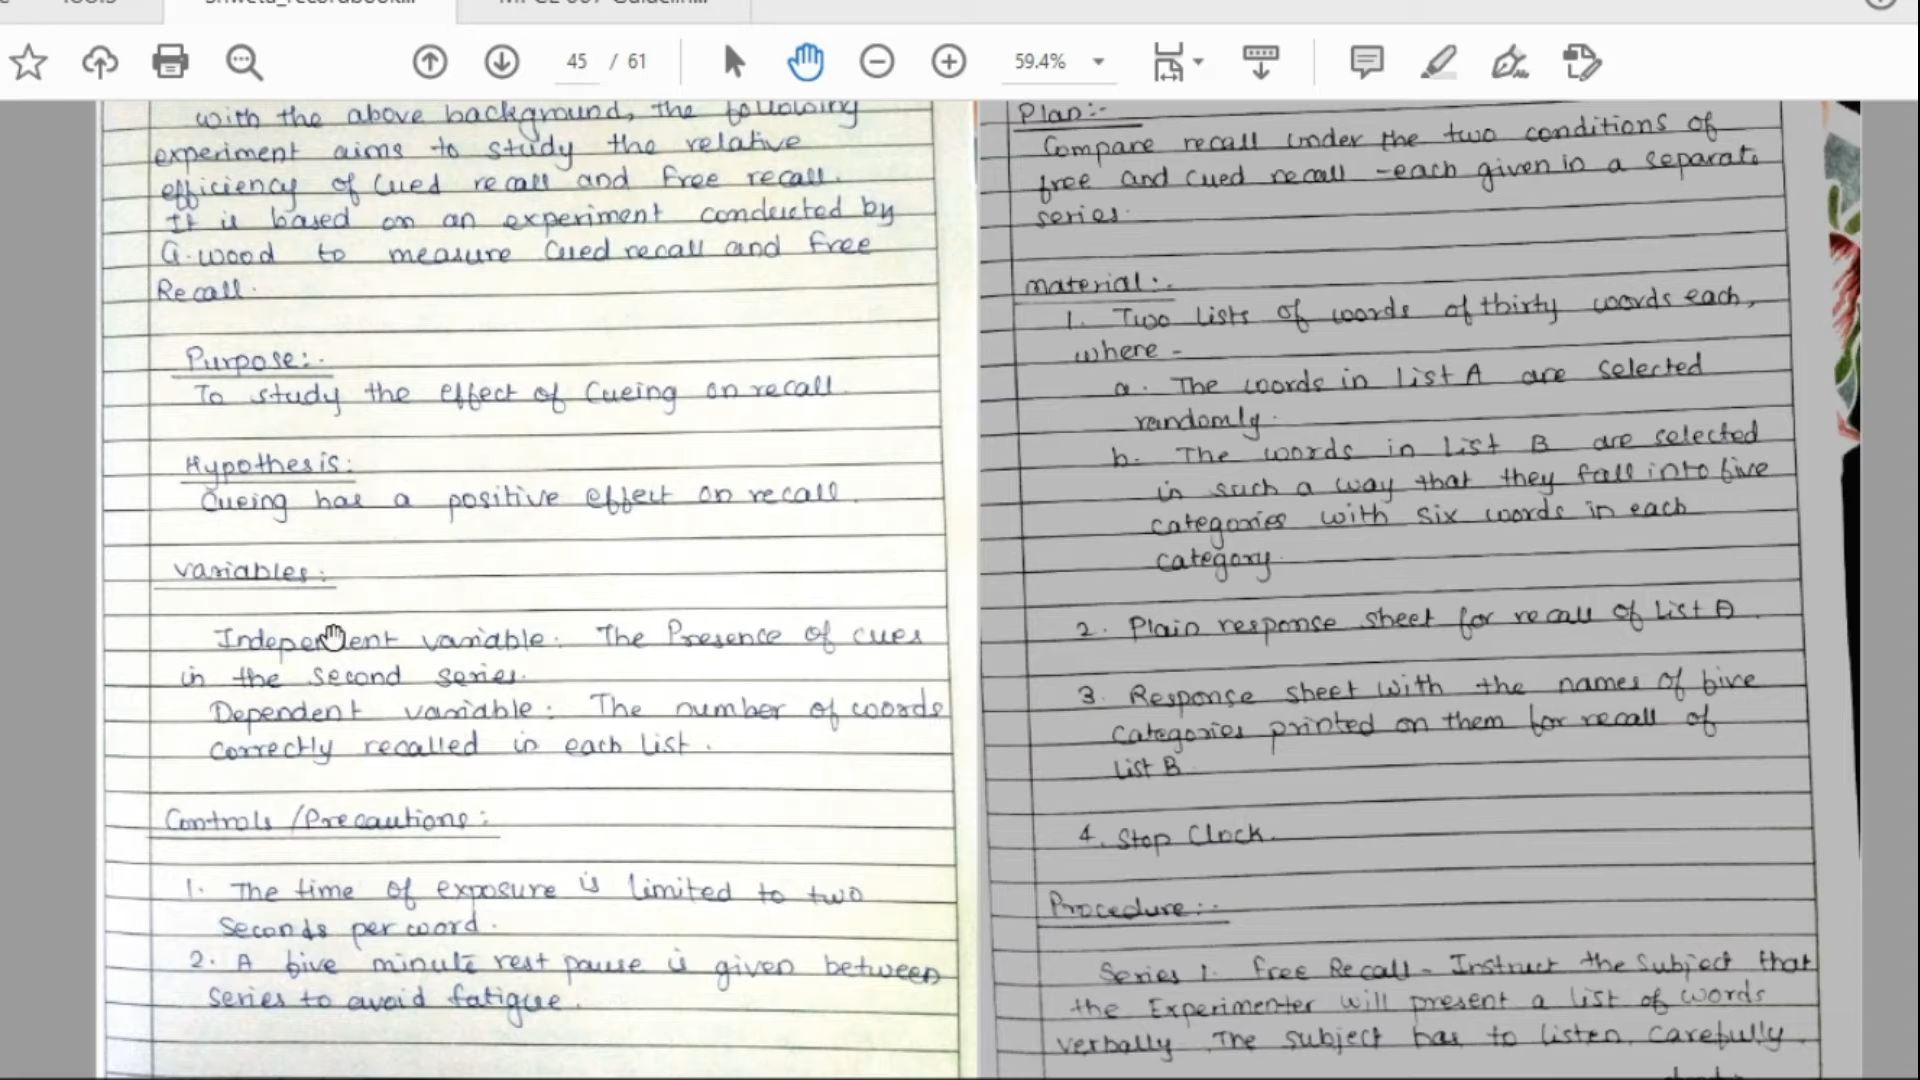 45 / 61
59.4%
with the above background, the following
experiment aims to study the relative
efficiency of Cued recall and Free recall.
It is based on an experiment conducted by
G.wood to measure Cued recall and Free
Recall.
Purpose:-
To study the effect of Cueing on recall.
Hypothesis:
Cueing has a positive effect on recall.
Variables:
Independent variable: The Presence of cues
in the second series.
Dependent variable: The number of words
correctly recalled in each list.
Controls /Precautions:
1. The time of exposure is limited to two
seconds per word.
2. A five minute rest pause is given between
series to avoid fatigue.
Plan:-
Compare recall under the two conditions of
free and cued recall -each given in a separate
series.
material:-
1. Two lists of words of thirty words each,
where -
a. The words in list A are selected
randomly.
b. The words in list B are selected
in such a way that they fall into five
categories with six words in each
category.
2. Plain response sheet for recall of list A.
3. Response sheet with the names of five
categories printed on them for recall of
list B
4. Stop Clock.
Procedure:-
Series 1. Free Recall - Instruct the subject that
the Experimenter will present a list of words
verbally. The subject has to listen carefully.